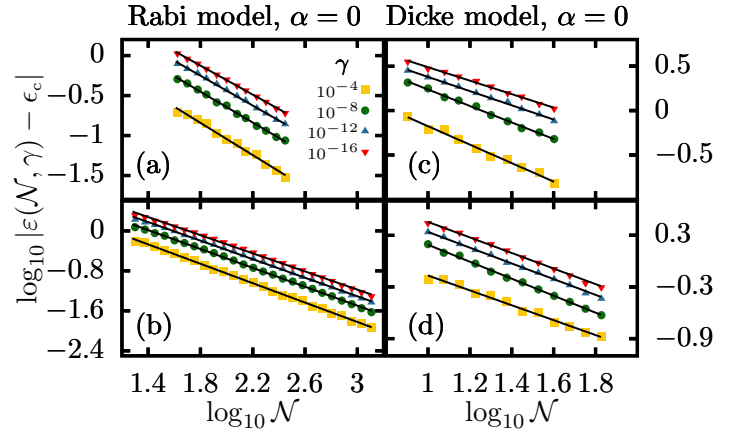 Rabi model, α = 0
Dicke model, α = 0
log₁₀ |ε(𝒩, γ) − ϵ_c|
0
−0.5
−1
−1.5
(a)
γ
10⁻⁴
10⁻⁸
10⁻¹²
10⁻¹⁶
(c)
0.5
0
−0.5
0
−0.8
−1.6
−2.4
(b)
(d)
0.3
−0.3
−0.9
1.4 1.8 2.2 2.6 3 3.1
1 1.2 1.4 1.6 1.8
log₁₀ 𝒩
log₁₀ 𝒩